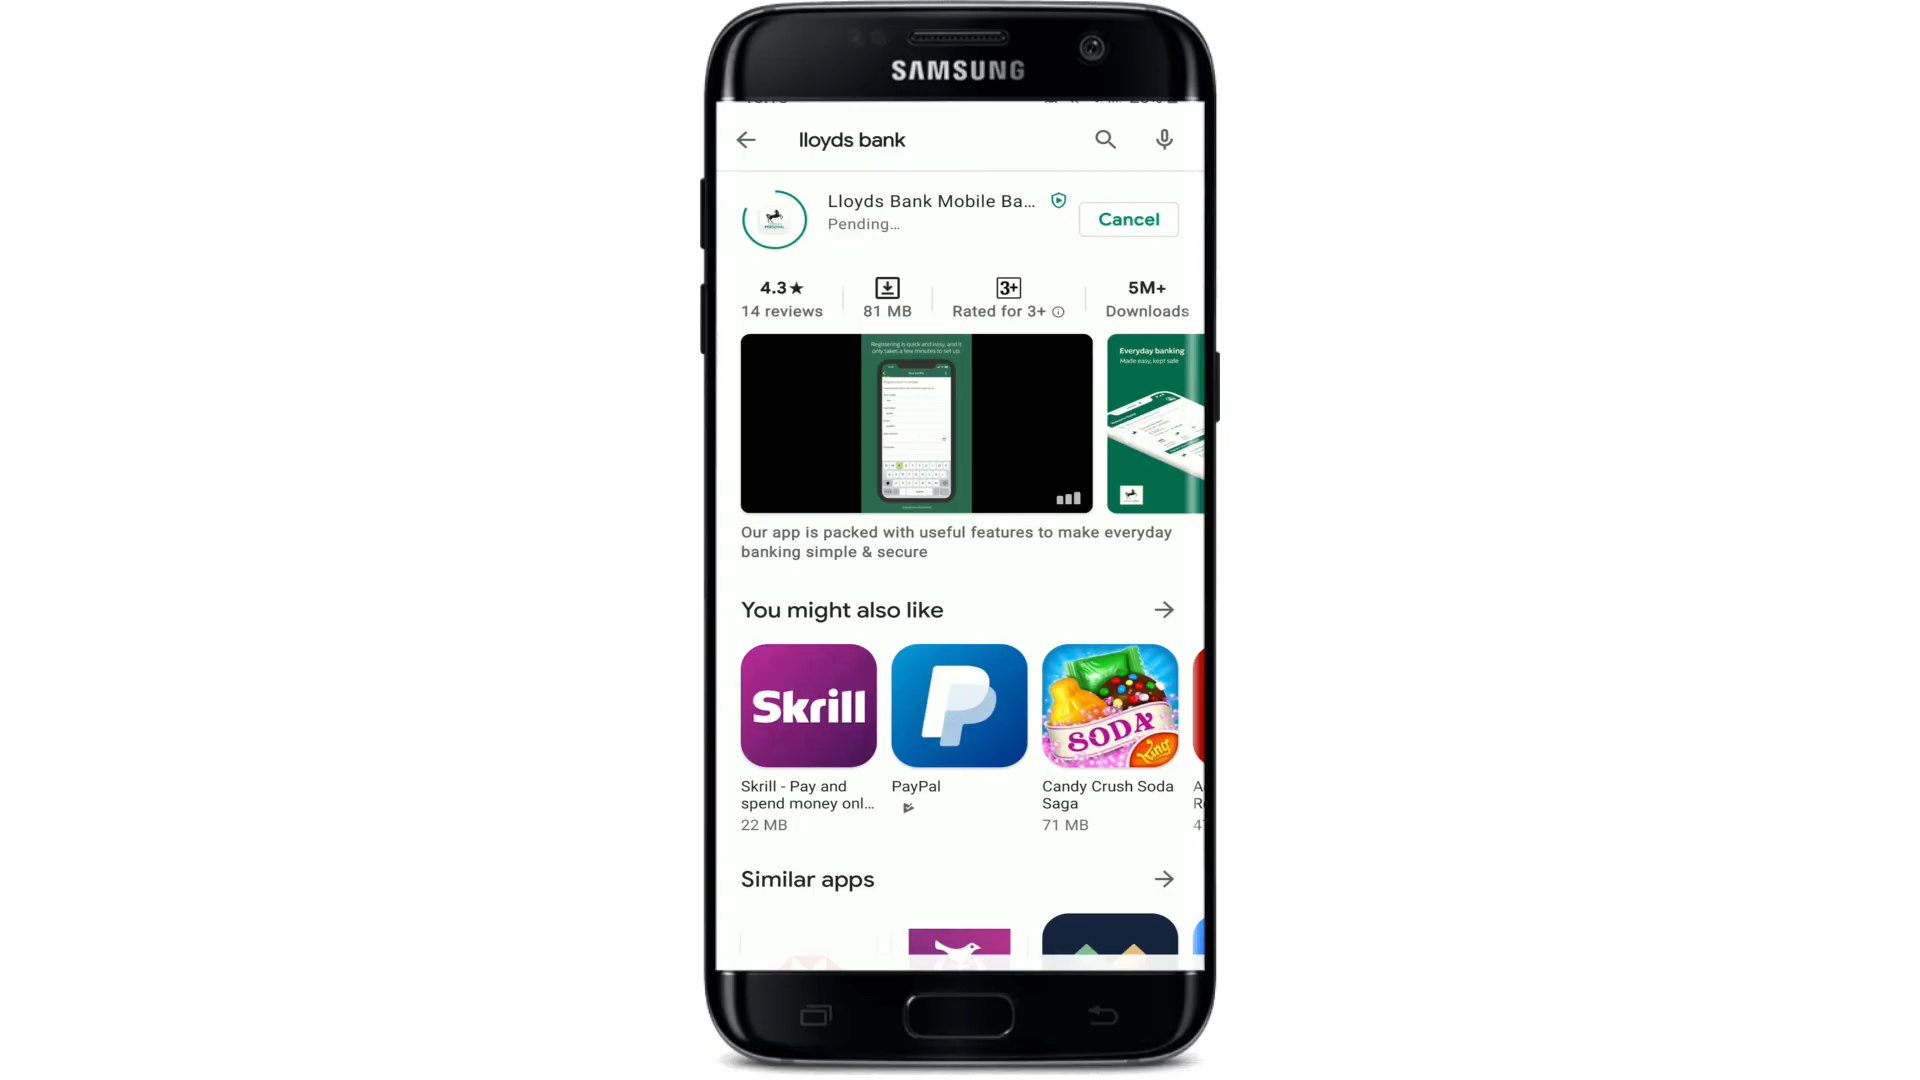 SAMSUNG
lloyds bank
Lloyds Bank Mobile Ba...
Pending...
Cancel
PERSONAL
4.3★
14 reviews
81 MB
3+
Rated for 3+
5M+
Downloads
Registering is quick and easy, and it
only takes a few minutes to set up.
Everyday banking
Made easy, kept safe
Our app is packed with useful features to make everyday
banking simple & secure
You might also like
Skrill
SODA
King
Skrill - Pay and
spend money onl...
22 MB
PayPal
Candy Crush Soda
Saga
71 MB
Similar apps